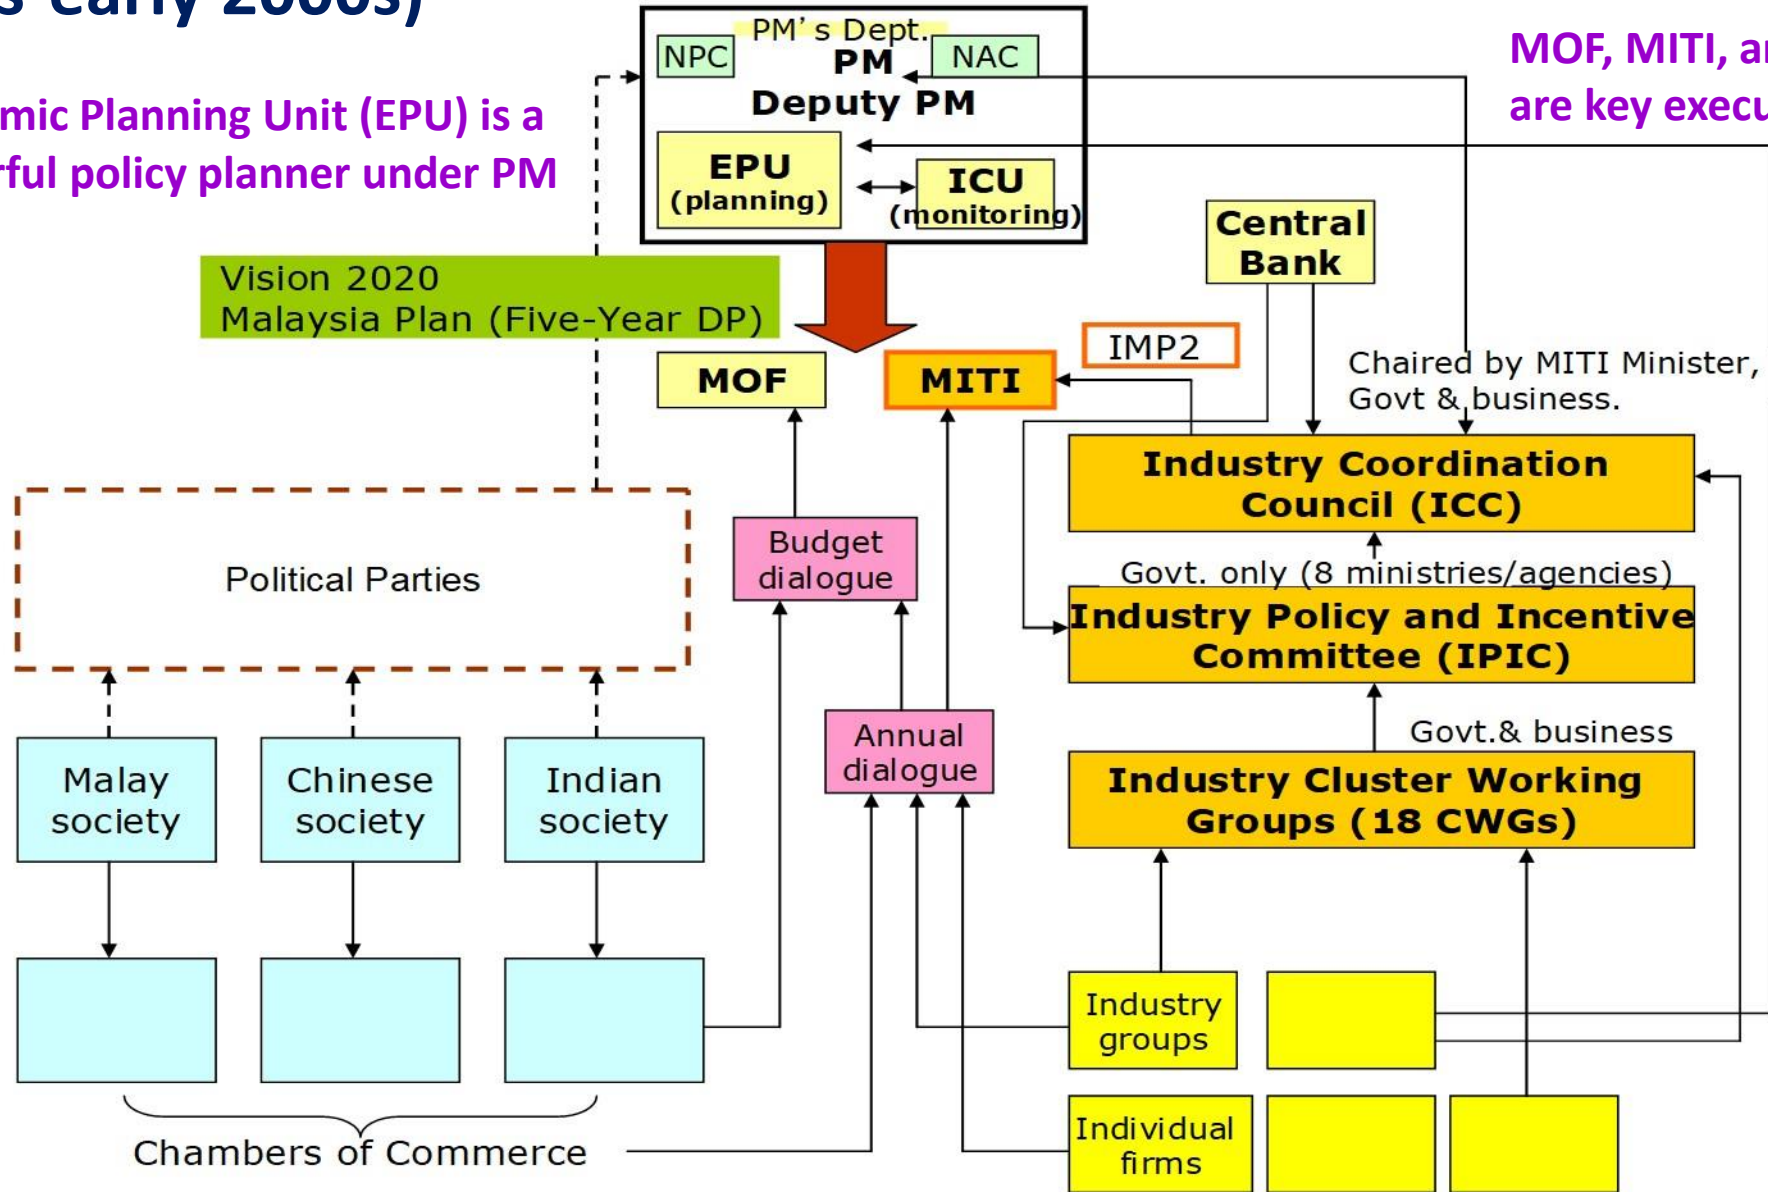 s-early 2000s)
mic Planning Unit (EPU) is a
rful policy planner under PM
MOF, MITI, a
are key execu
PM's Dept.
NPC
PM
NAC
Deputy PM
EPU
(planning)
ICU
(monitoring)
Central
Bank
Vision 2020
Malaysia Plan (Five-Year DP)
MOF
MITI
IMP2
Chaired by MITI Minister,
Govt & business.
Industry Coordination
Council (ICC)
Govt. only (8 ministries/agencies)
Industry Policy and Incentive
Committee (IPIC)
Political Parties
Budget
dialogue
Annual
dialogue
Govt.& business
Industry Cluster Working
Groups (18 CWGs)
Malay
society
Chinese
society
Indian
society
Industry
groups
Individual
firms
Chambers of Commerce